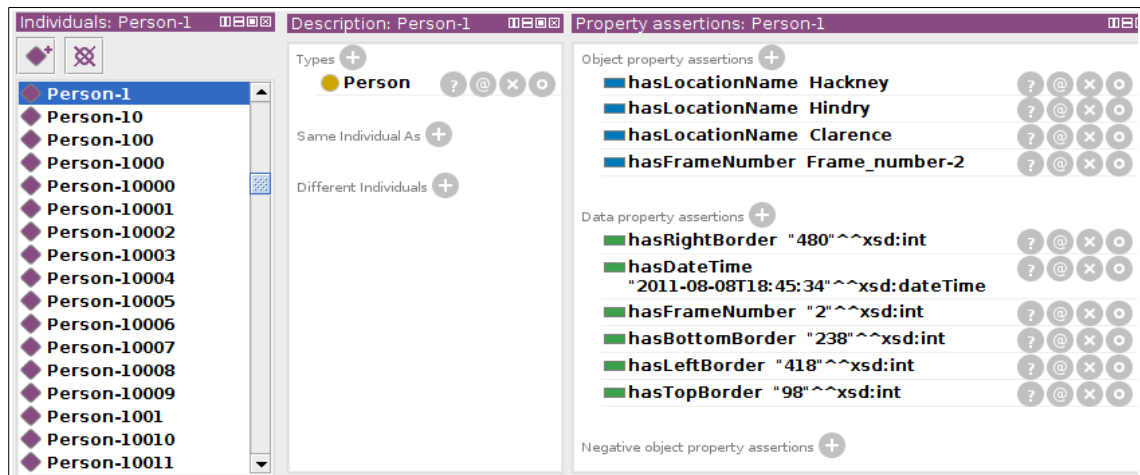 Individuals: Person-1
Person-1
Person-10
Person-100
Person-1000
Person-10000
Person-10001
Person-10002
Person-10003
Person-10004
Person-10005
Person-10006
Person-10007
Person-10008
Person-10009
Person-1001
Person-10010
Person-10011
Description: Person-1
Types
Person
Same Individual As
Different Individuals
Property assertions: Person-1
Object property assertions
hasLocationName Hackney
hasLocationName Hindry
hasLocationName Clarence
hasFrameNumber Frame_number-2
Data property assertions
hasRightBorder "480"^^xsd:int
hasDateTime
"2011-08-08T18:45:34"^^xsd:dateTime
hasFrameNumber "2"^^xsd:int
hasBottomBorder "238"^^xsd:int
hasLeftBorder "418"^^xsd:int
hasTopBorder "98"^^xsd:int
Negative object property assertions